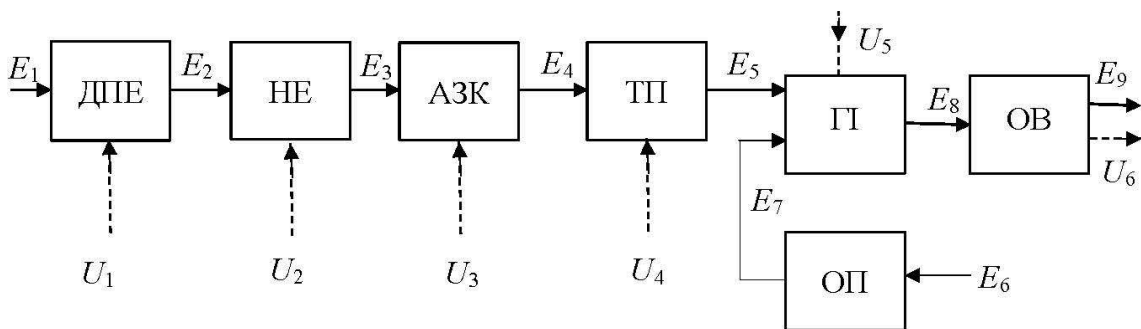 U₅
E₁ ДПЕ E₂ НЕ E₃ АЗК E₄ ТП E₅ ГІ E₈ ОВ E₉
U₆
E₇
U₁ U₂ U₃ U₄ ОП E₆